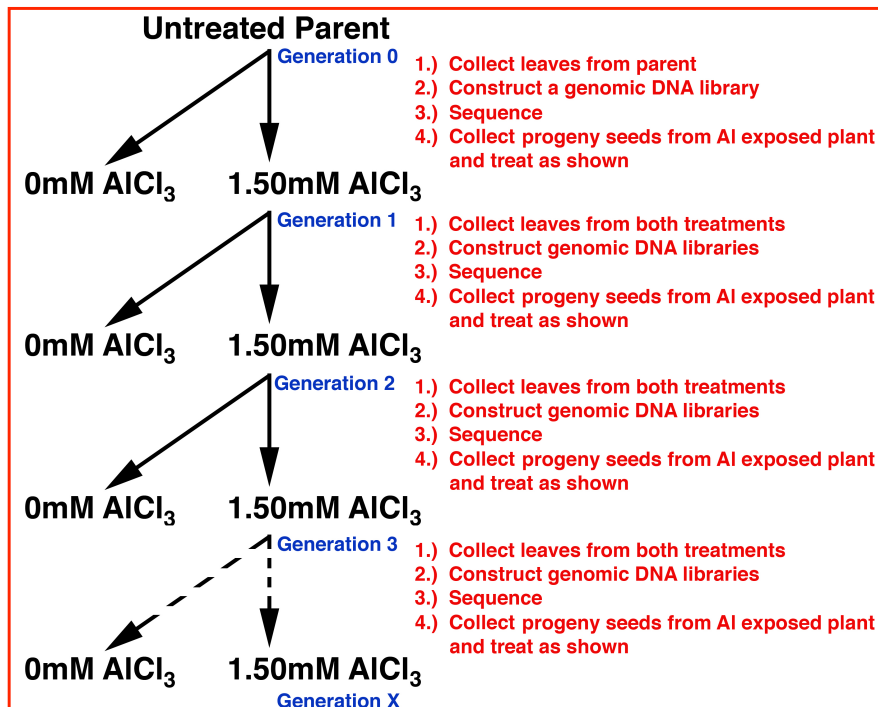 Untreated Parent
Generation 0
1.) Collect leaves from parent
2.) Construct a genomic DNA library
3.) Sequence
4.) Collect progeny seeds from Al exposed plant
and treat as shown
0mM AlCl₃ 1.50mM AlCl₃
Generation 1
1.) Collect leaves from both treatments
2.) Construct genomic DNA libraries
3.) Sequence
4.) Collect progeny seeds from Al exposed plant
and treat as shown
0mM AlCl₃ 1.50mM AlCl₃
Generation 2
1.) Collect leaves from both treatments
2.) Construct genomic DNA libraries
3.) Sequence
4.) Collect progeny seeds from Al exposed plant
and treat as shown
0mM AlCl₃ 1.50mM AlCl₃
Generation 3
1.) Collect leaves from both treatments
2.) Construct genomic DNA libraries
3.) Sequence
4.) Collect progeny seeds from Al exposed plant
and treat as shown
0mM AlCl₃ 1.50mM AlCl₃
Generation X